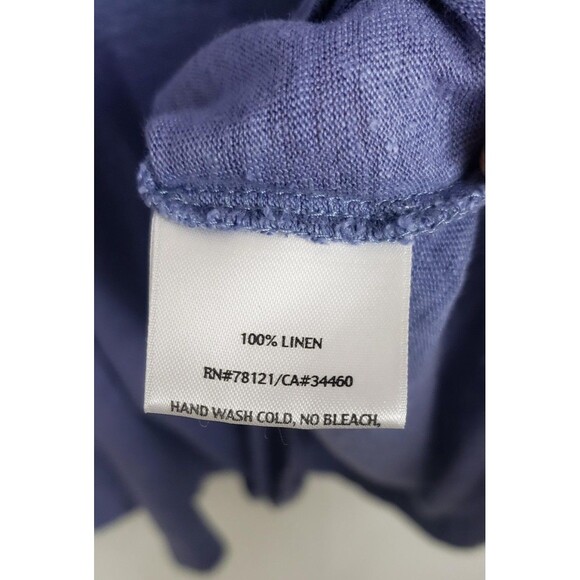 100% LINEN
RN#78121/CA#34460
HAND WASH COLD, NO BLEACH,